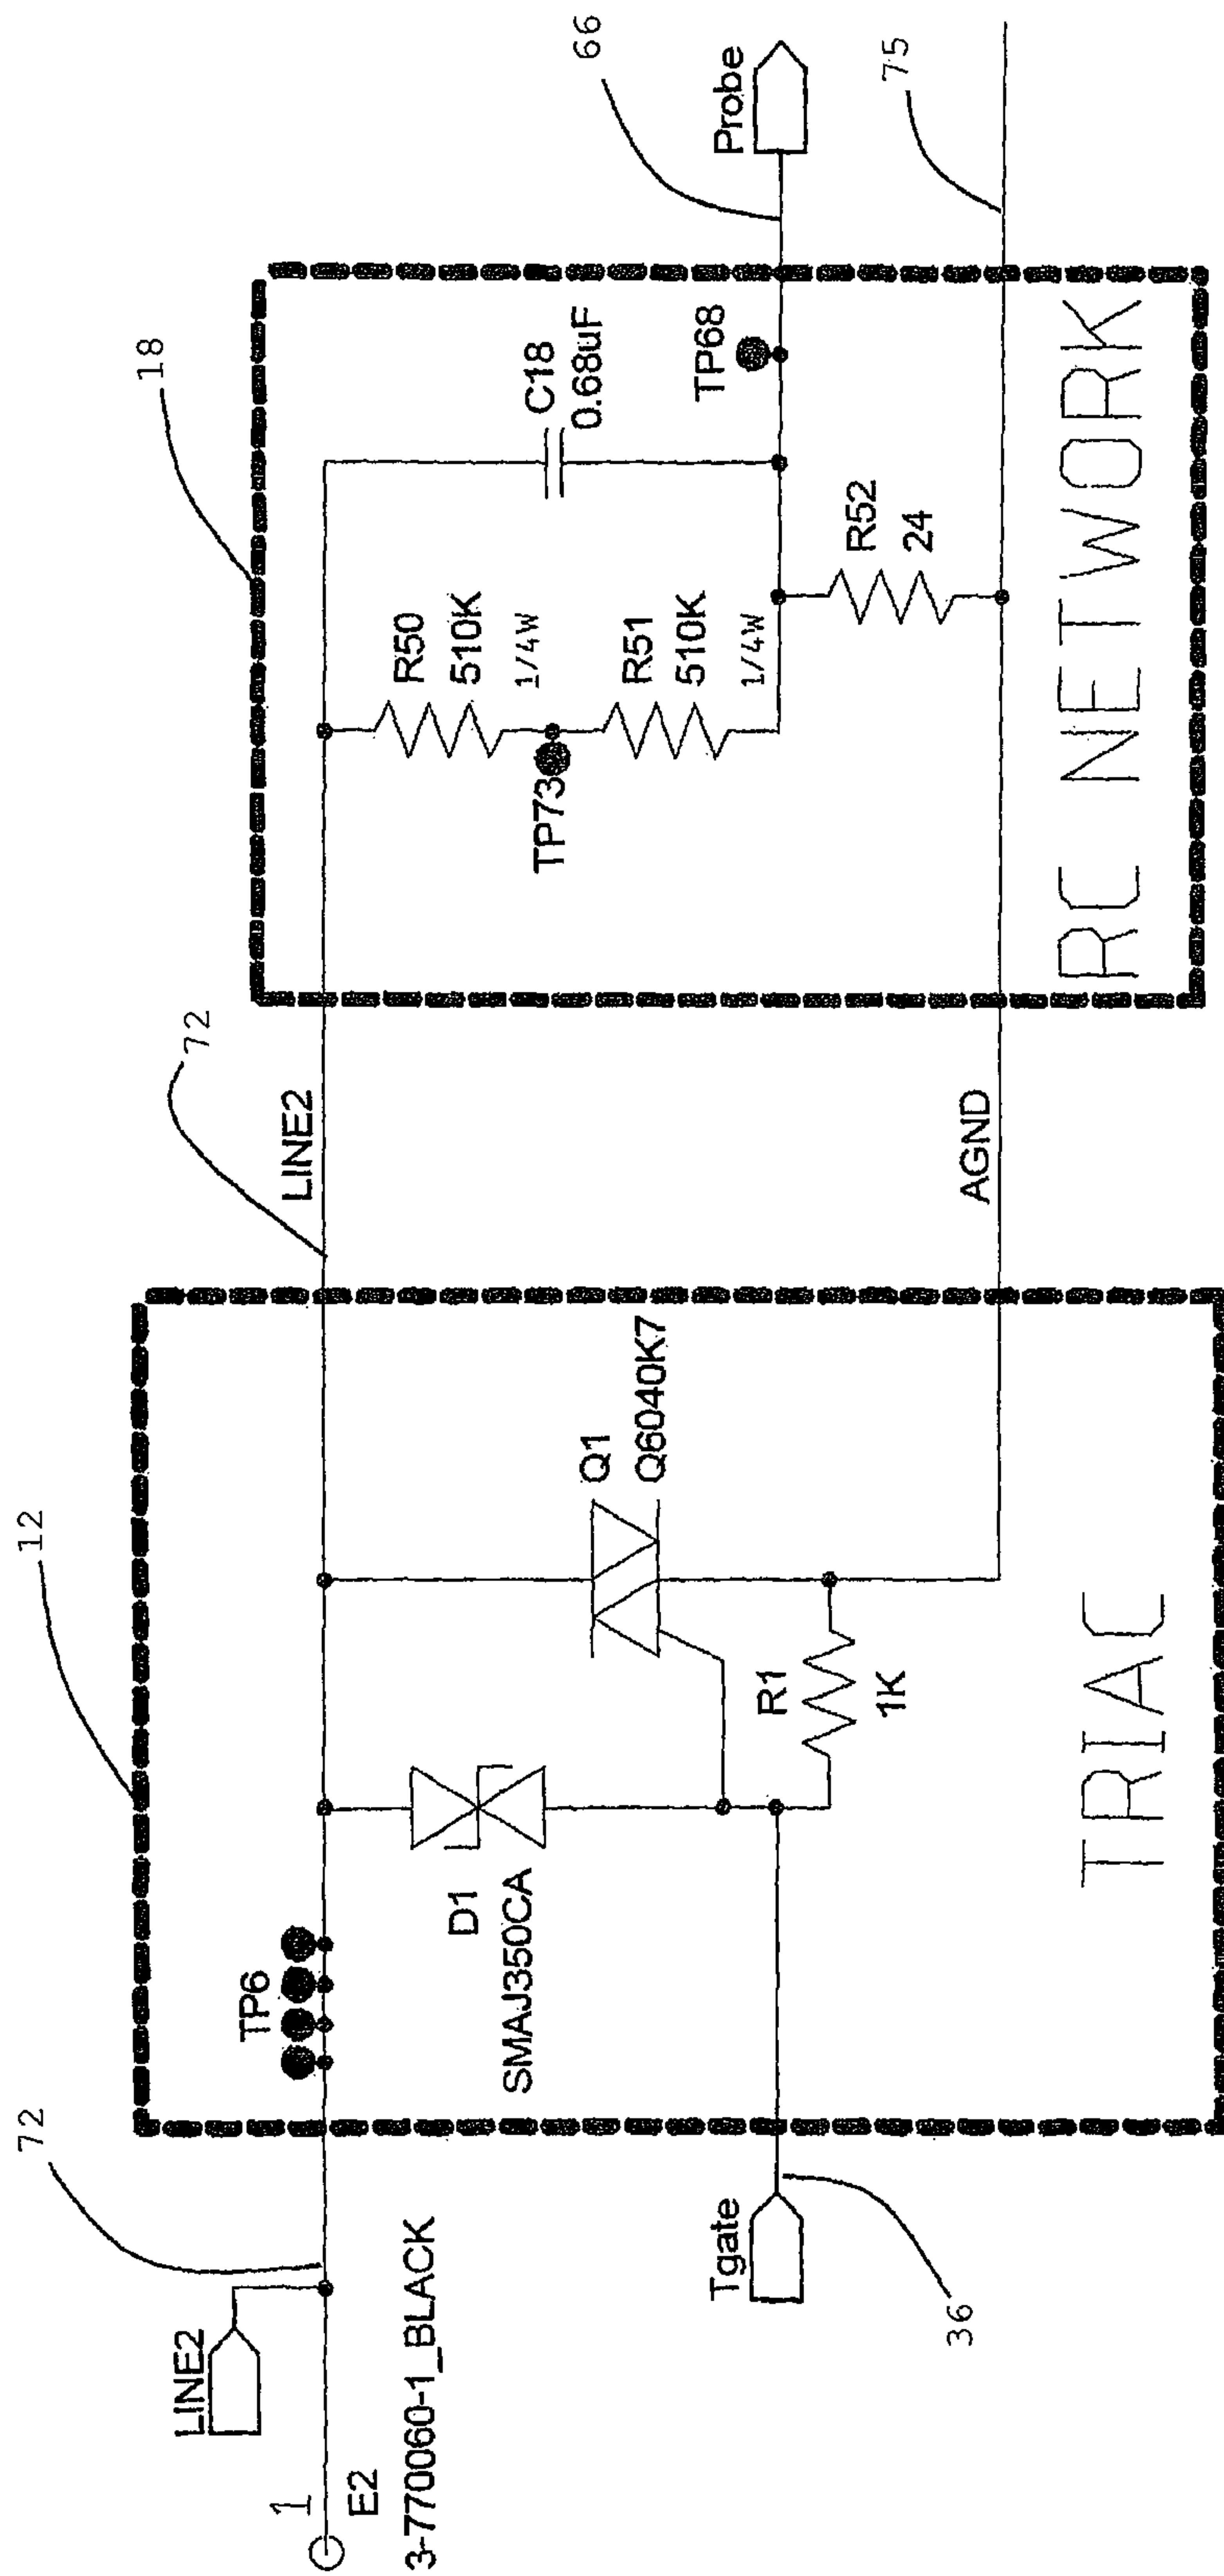 12
18
72
72
66
75
36
1
E2
3-770060-1_BLACK
LINE2
TP6
D1
SMAJ350CA
Q1
Q6040K7
R1
1K
Tgate
TRIAC
LINE2
AGND
R50
510K
1/4W
TP73
R51
510K
1/4W
C18
0.68uF
TP68
R52
24
Probe
RC NETWORK